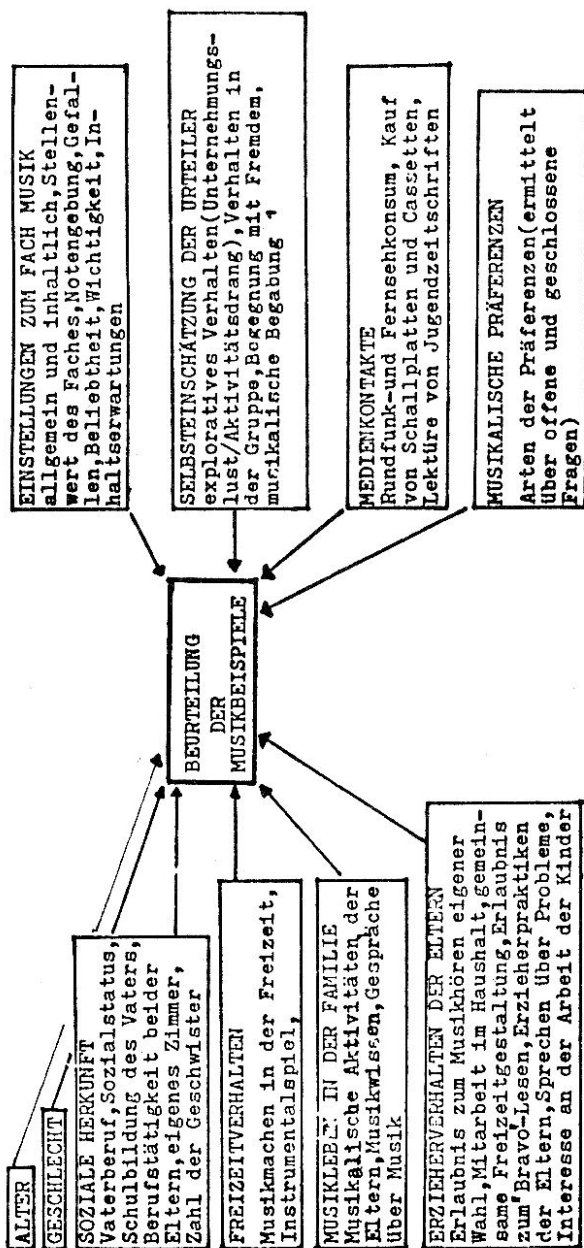 ALTER
GESCHLECHT
SOZIALE HERKUNFT
Vaterberuf,Sozialstatus,
Schulbildung des Vaters,
Berufstätigkeit beider
Eltern,eigenes Zimmer,
Zahl der Geschwister
FREIZEITVERHALTEN
Musikmachen in der Freizeit,
Instrumentalspiel,
MUSIKLEBEN IN DER FAMILIE
Musikalische Aktivitäten der
Eltern,Musikwissen,Gespräche
über Musik
ERZIEHERVERHALTEN DER ELTERN
Erlaubnis zum Musikhören eigener
Wahl,Mitarbeit im Haushalt,gemein-
same Freizeitgestaltung,Erlaubnis
zum"Bravo"-Lesen,Erzieherpraktiken
der Eltern,Sprechen über Probleme,
Interesse an der Arbeit der Kinder
BEURTEILUNG
DER
MUSIKBEISPIELE
EINSTELLUNGEN ZUM FACH MUSIK
allgemein und inhaltlich,Stellen-
wert des Faches,Notengebung,Gefal-
len,Beliebtheit,Wichtigkeit,In-
haltserwartungen
SELBSTEINSCHÄTZUNG DER URTEILER
exploratives Verhalten(Unternehmungs-
lust/Aktivitätsdrang),Verhalten in
der Gruppe,Begegnung mit Fremdem,
musikalische Begabung
MEDIENKONTAKTE
Rundfunk-und Fernsehkonsum, Kauf
von Schallplatten und Cassetten,
Lektüre von Jugendzeitschriften
MUSIKALISCHE PRÄFERENZEN
Arten der Präferenzen(ermittelt
über offene und geschlossene
Fragen)